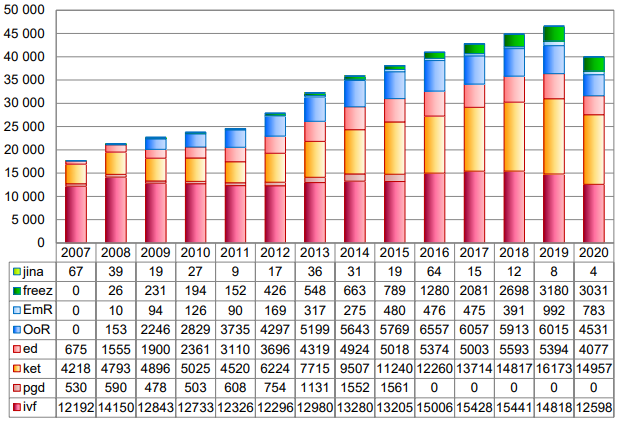 50 000
45 000
40 000
35 000
30 000
25 000
20 000
15 000
10 000
5 000
0
2007 2008 2009 2010 2011 2012 2013 2014 2015 2016 2017 2018 2019 2020
jina 67 39 19 27 9 17 36 31 19 64 15 12 8 4
freez 0 26 231 194 152 426 548 663 789 1280 2081 2698 3180 3031
EmR 0 10 94 126 90 169 317 275 480 476 475 391 992 783
OoR 0 153 2246 2829 3735 4297 5199 5643 5769 6557 6057 5913 6015 4531
ed 675 1555 1900 2361 3110 3696 4319 4924 5018 5374 5003 5593 5394 4077
ket 4218 4793 4896 5025 4520 6224 7715 9507 11240 12260 13714 14817 16173 14957
pgd 530 590 478 503 608 754 1131 1552 1561 0 0 0 0 0
ivf 12192 14150 12843 12733 12326 12296 12980 13280 13205 15006 15428 15441 14818 12598